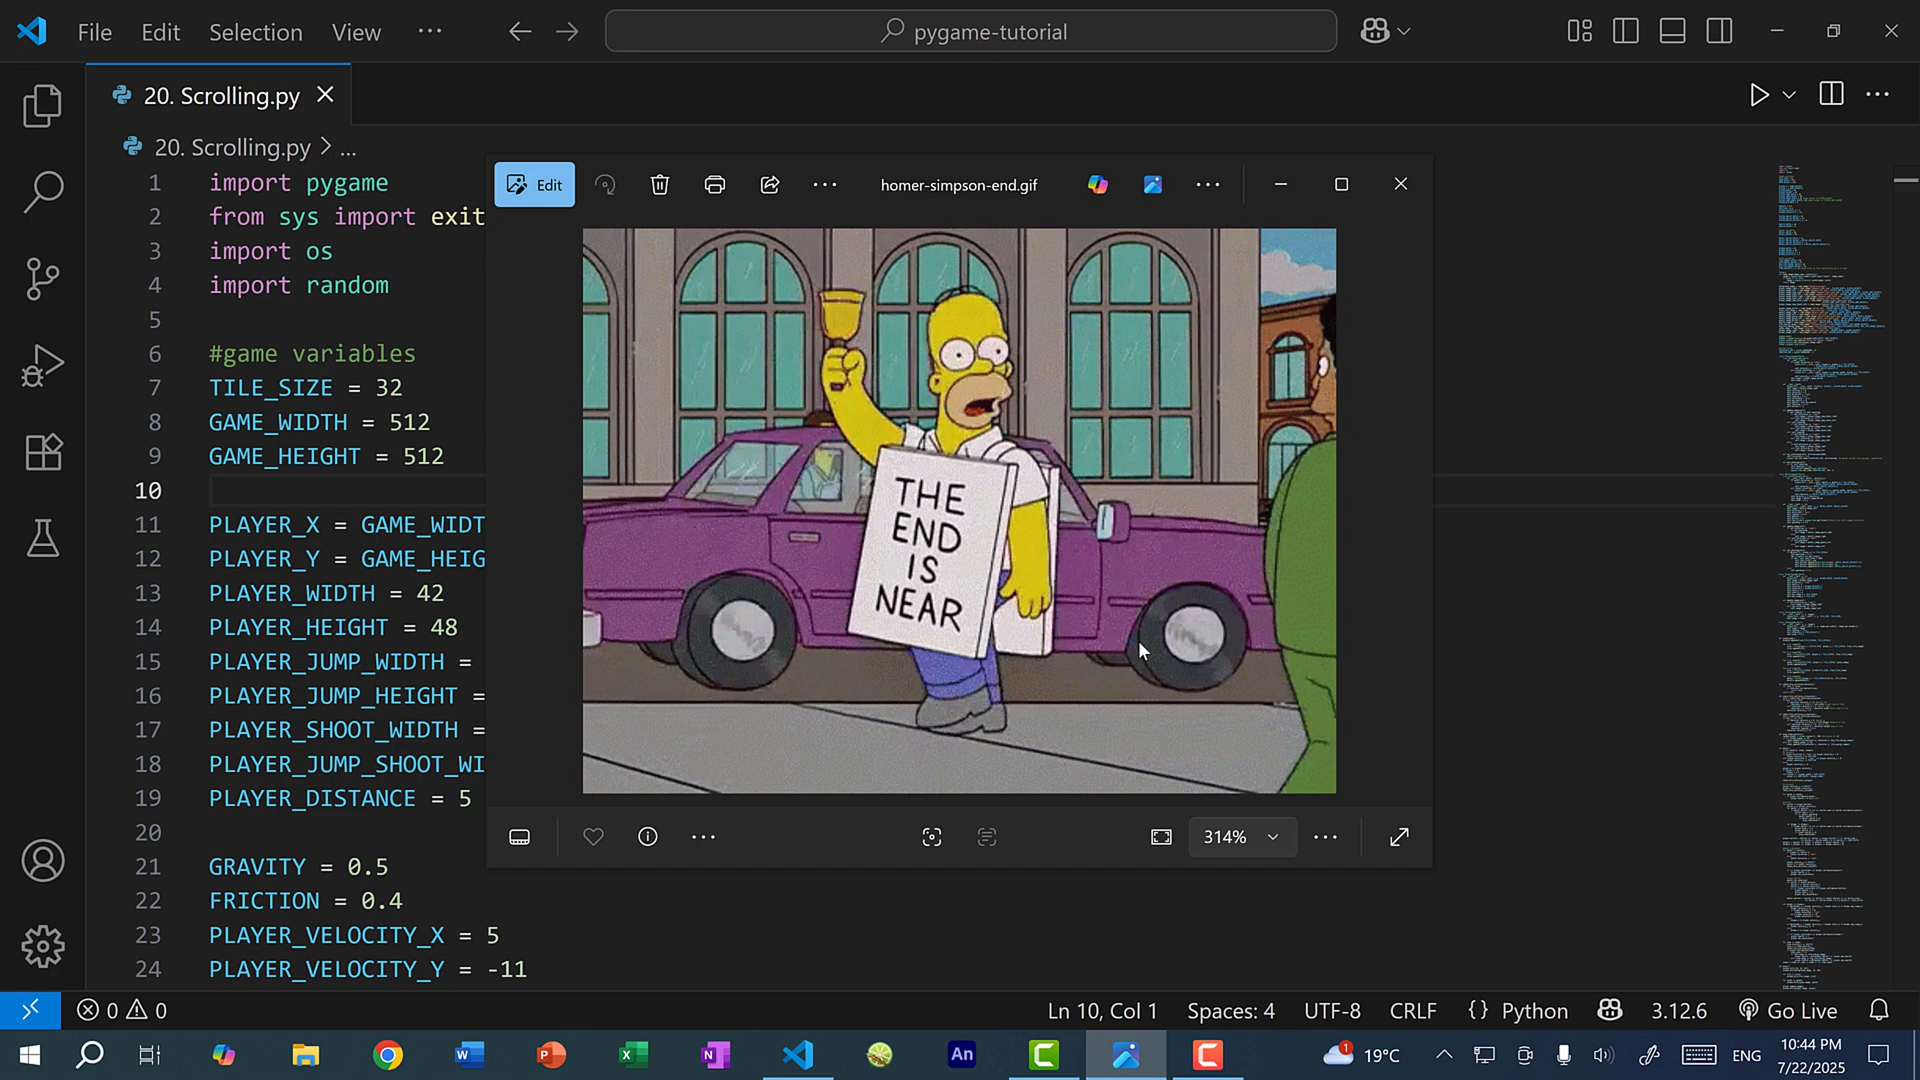 File Edit Selection View ··· pygame-tutorial
20. Scrolling.py
20. Scrolling.py > ...
1 import pygame
2 from sys import exit
3 import os
4 import random
5
6 #game variables
7 TILE_SIZE = 32
8 GAME_WIDTH = 512
9 GAME_HEIGHT = 512
10
11 PLAYER_X = GAME_WIDT
12 PLAYER_Y = GAME_HEIG
13 PLAYER_WIDTH = 42
14 PLAYER_HEIGHT = 48
15 PLAYER_JUMP_WIDTH =
16 PLAYER_JUMP_HEIGHT =
17 PLAYER_SHOOT_WIDTH =
18 PLAYER_JUMP_SHOOT_WI
19 PLAYER_DISTANCE = 5
20
21 GRAVITY = 0.5
22 FRICTION = 0.4
23 PLAYER_VELOCITY_X = 5
24 PLAYER_VELOCITY_Y = -11
Edit homer-simpson-end.gif
THE
END
IS
NEAR
314%
0 0 Ln 10, Col 1 Spaces: 4 UTF-8 CRLF {} Python 3.12.6 Go Live
An 1 19°C ENG 10:44 PM
7/22/2025